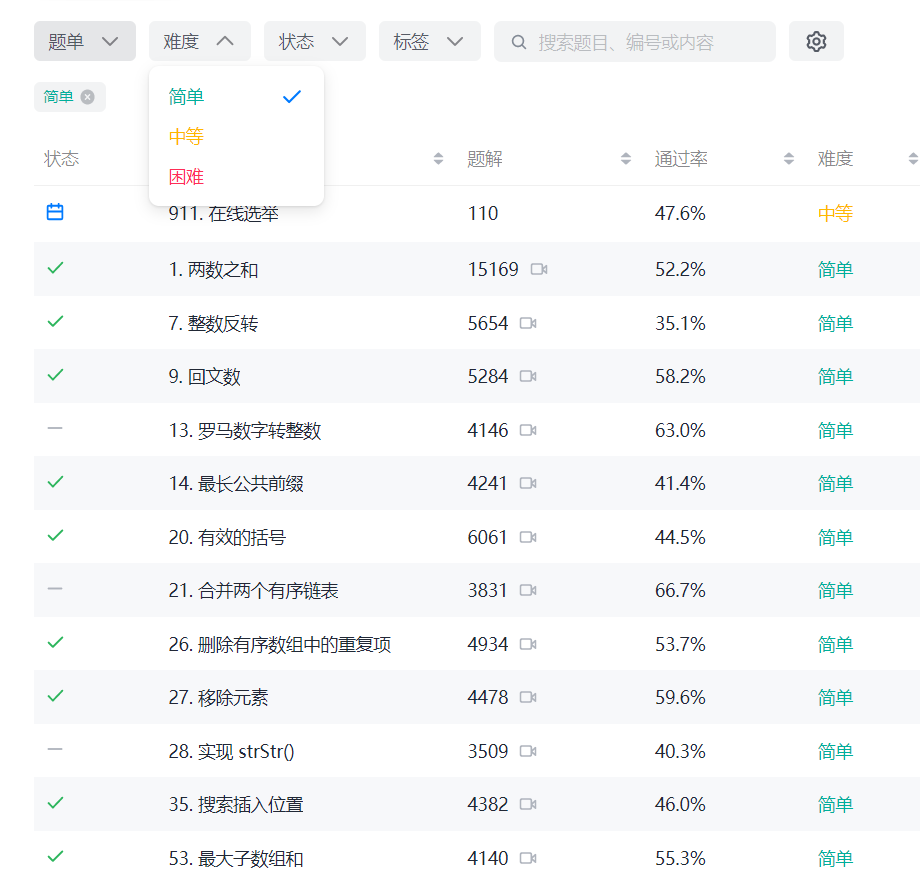 题单 难度 状态 标签 搜索题目、编号或内容
简单
简单
中等
困难
状态 题解 通过率 难度
911. 在线选举 110 47.6% 中等
1. 两数之和 15169 52.2% 简单
7. 整数反转 5654 35.1% 简单
9. 回文数 5284 58.2% 简单
13. 罗马数字转整数 4146 63.0% 简单
14. 最长公共前缀 4241 41.4% 简单
20. 有效的括号 6061 44.5% 简单
21. 合并两个有序链表 3831 66.7% 简单
26. 删除有序数组中的重复项 4934 53.7% 简单
27. 移除元素 4478 59.6% 简单
28. 实现 strStr() 3509 40.3% 简单
35. 搜索插入位置 4382 46.0% 简单
53. 最大子数组和 4140 55.3% 简单